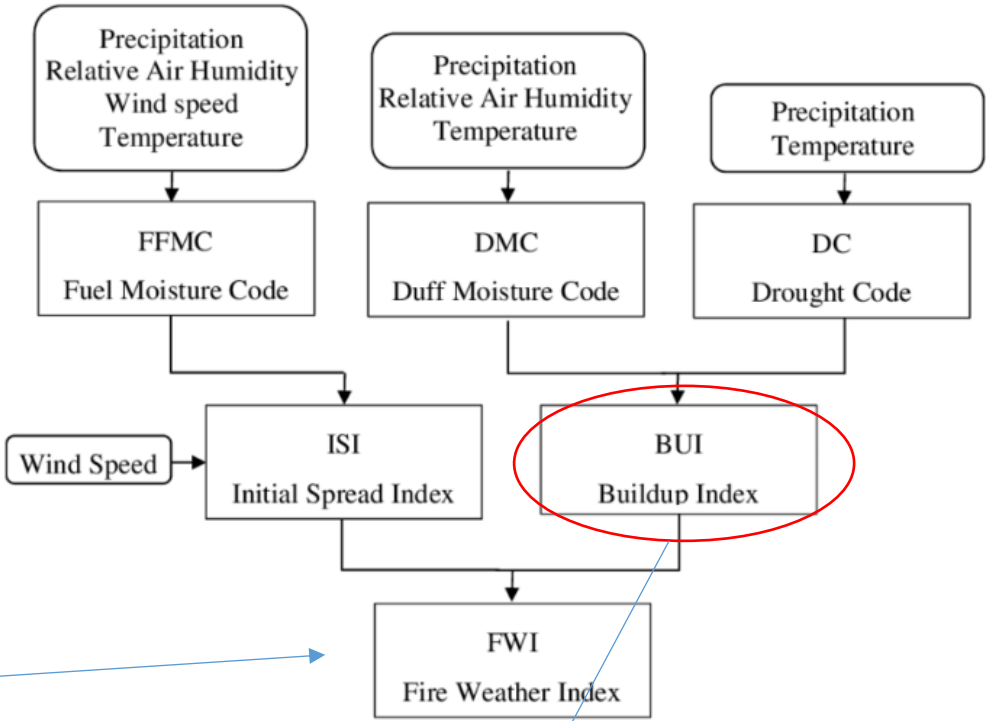 Precipitation
Relative Air Humidity
Wind speed
Temperature
Precipitation
Relative Air Humidity
Temperature
Precipitation
Temperature
FFMC
Fuel Moisture Code
DMC
Duff Moisture Code
DC
Drought Code
Wind Speed
ISI
Initial Spread Index
BUI
Buildup Index
FWI
Fire Weather Index